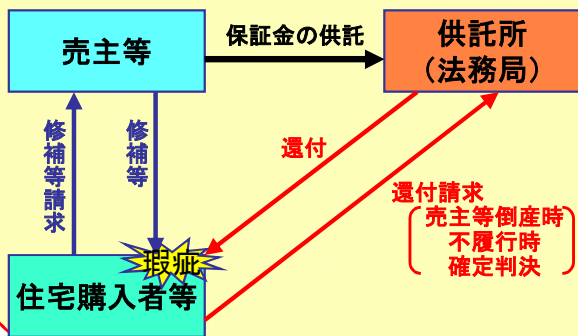 売主等
保証金の供託
供託所
（法務局）
修補等請求
修補等
還付
還付請求
売主等倒産時
不履行時
確定判決
瑕疵
住宅購入者等